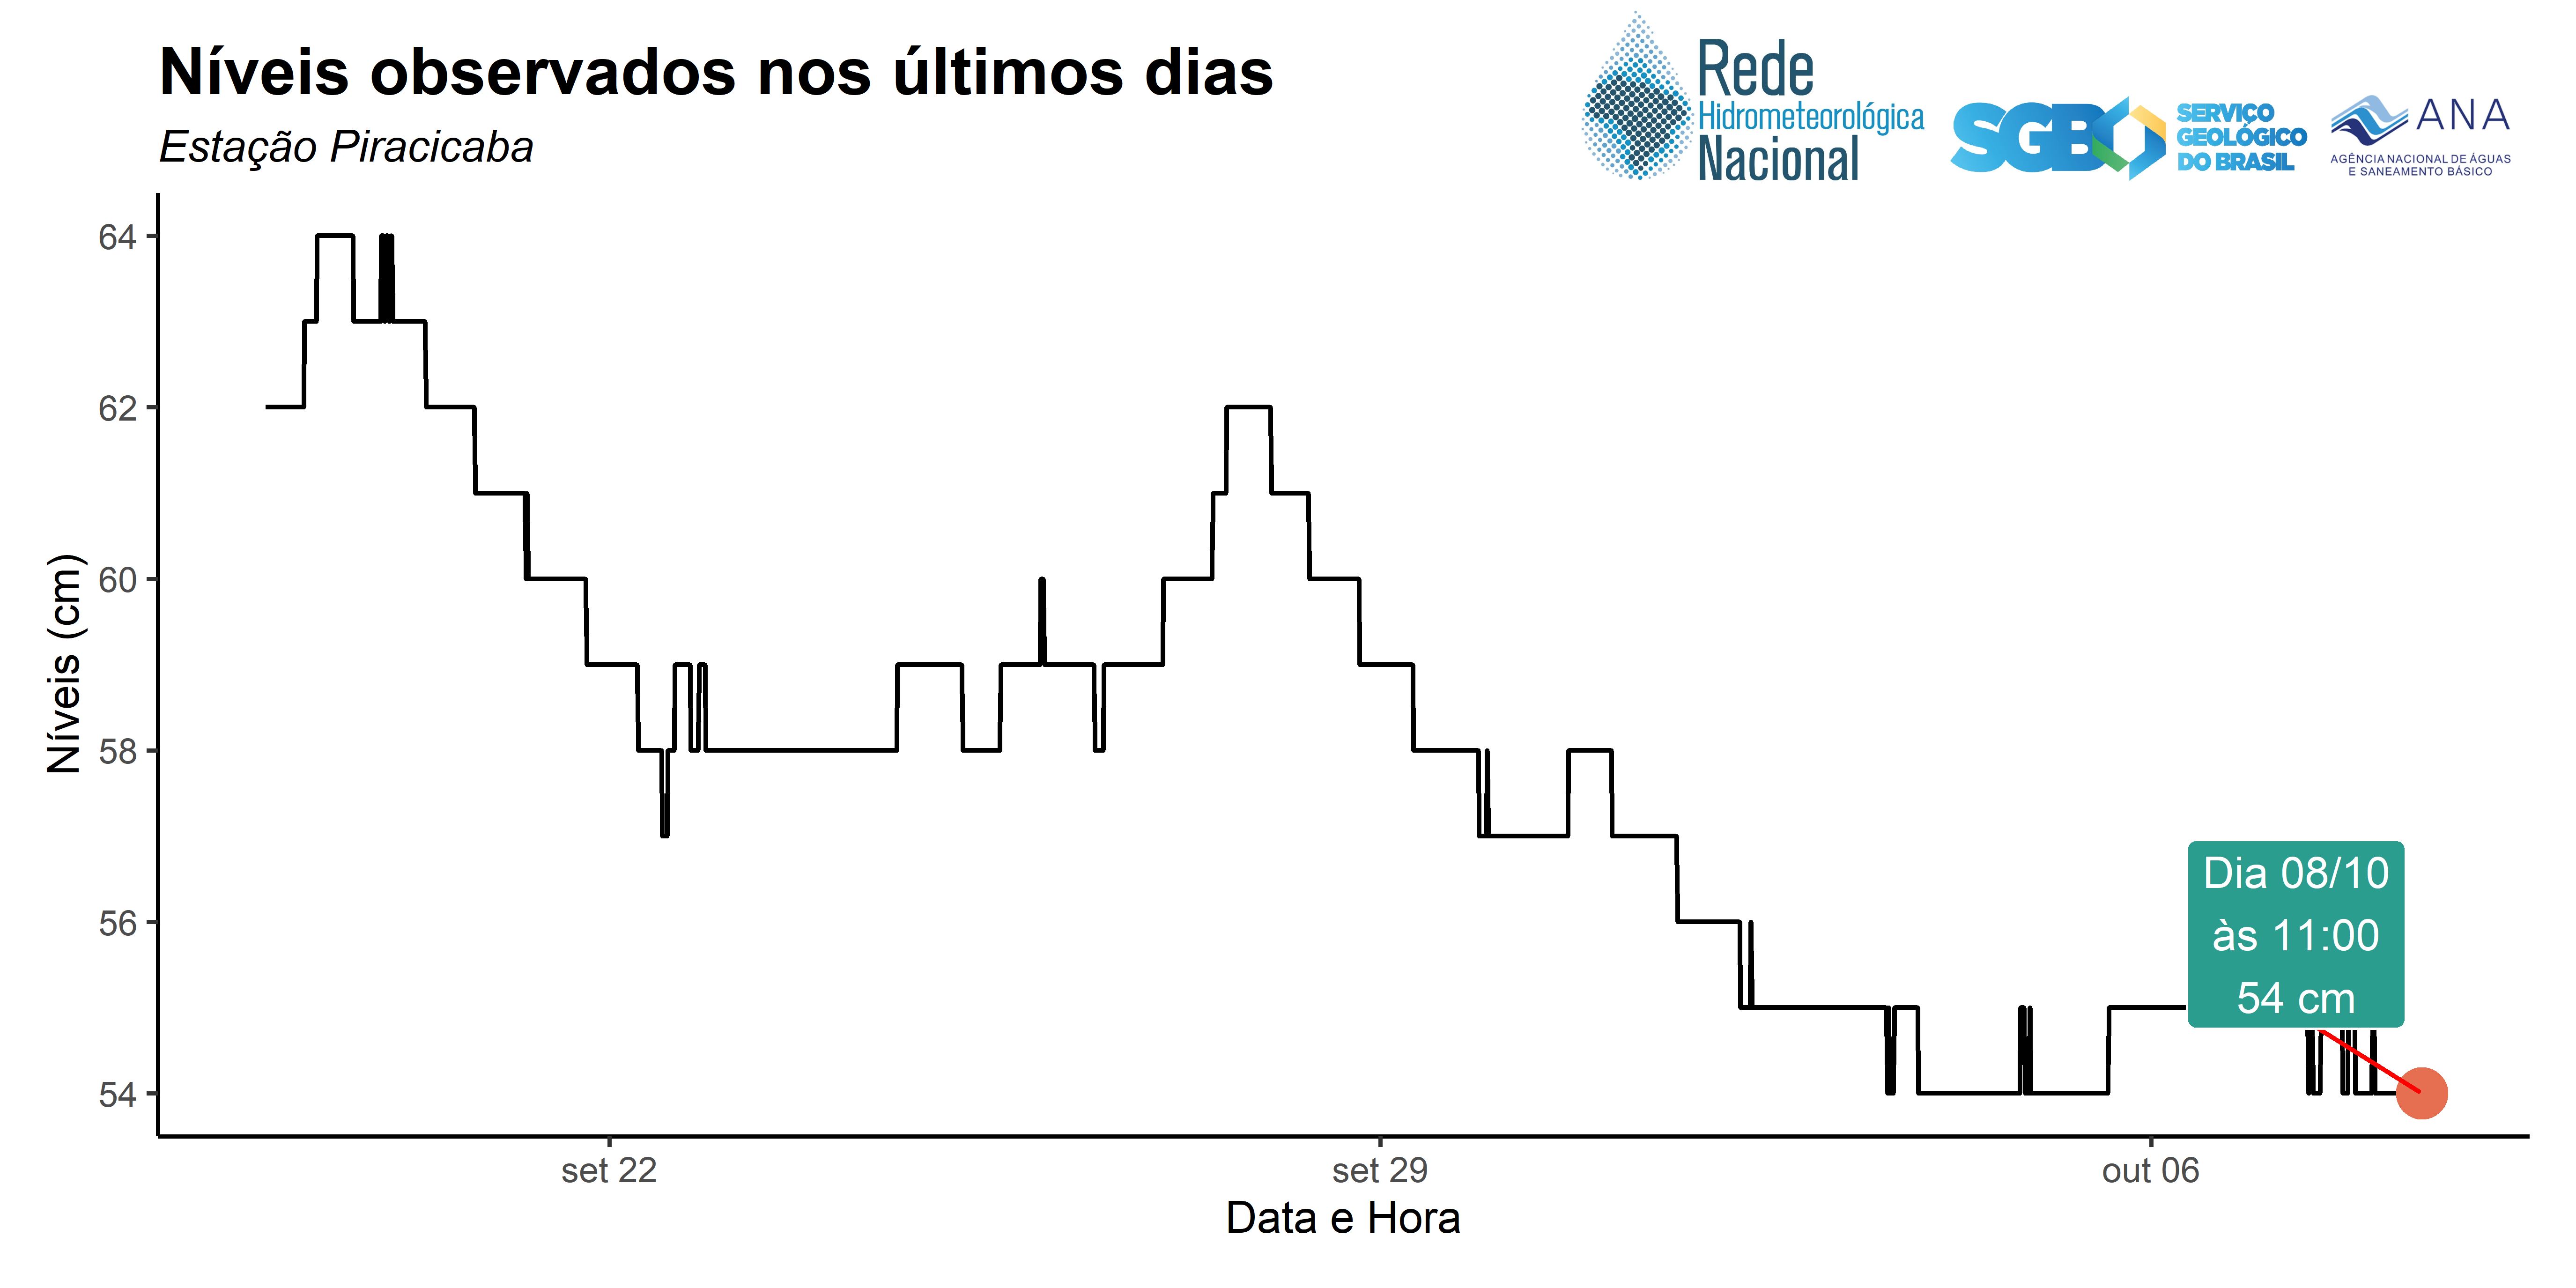 Níveis observados nos últimos dias
Estação Piracicaba
Rede
Hidrometeorológica
Nacional
SGB
SERVIÇO
GEOLÓGICO
DO BRASIL
ANA
AGÊNCIA NACIONAL DE ÁGUAS
E SANEAMENTO BÁSICO
64
62
60
58
56
54
Níveis (cm)
Dia 08/10
às 11:00
54 cm
set 22
set 29
out 06
Data e Hora